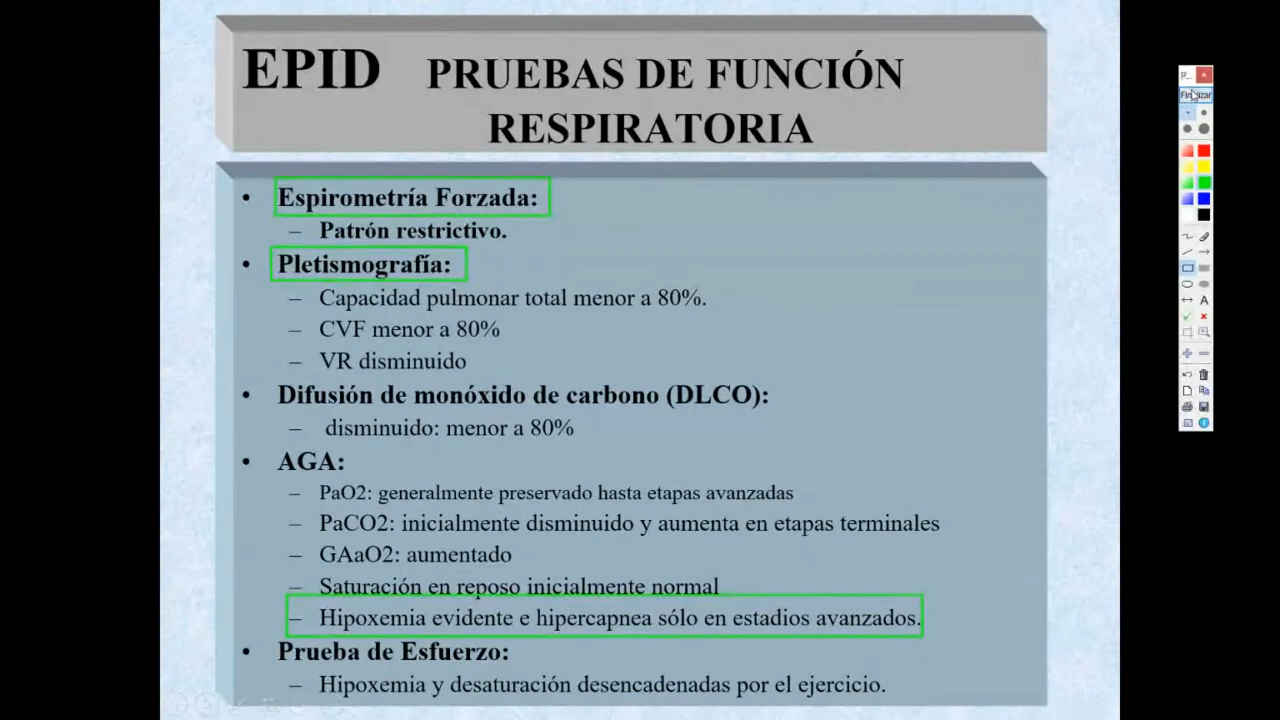 EPID PRUEBAS DE FUNCIÓN
RESPIRATORIA
• Espirometría Forzada:
– Patrón restrictivo.
• Pletismografía:
– Capacidad pulmonar total menor a 80%.
– CVF menor a 80%
– VR disminuido
• Difusión de monóxido de carbono (DLCO):
– disminuido: menor a 80%
• AGA:
– PaO2: generalmente preservado hasta etapas avanzadas
– PaCO2: inicialmente disminuido y aumenta en etapas terminales
– GAaO2: aumentado
– Saturación en reposo inicialmente normal
– Hipoxemia evidente e hipercapnea sólo en estadios avanzados.
• Prueba de Esfuerzo:
– Hipoxemia y desaturación desencadenadas por el ejercicio.